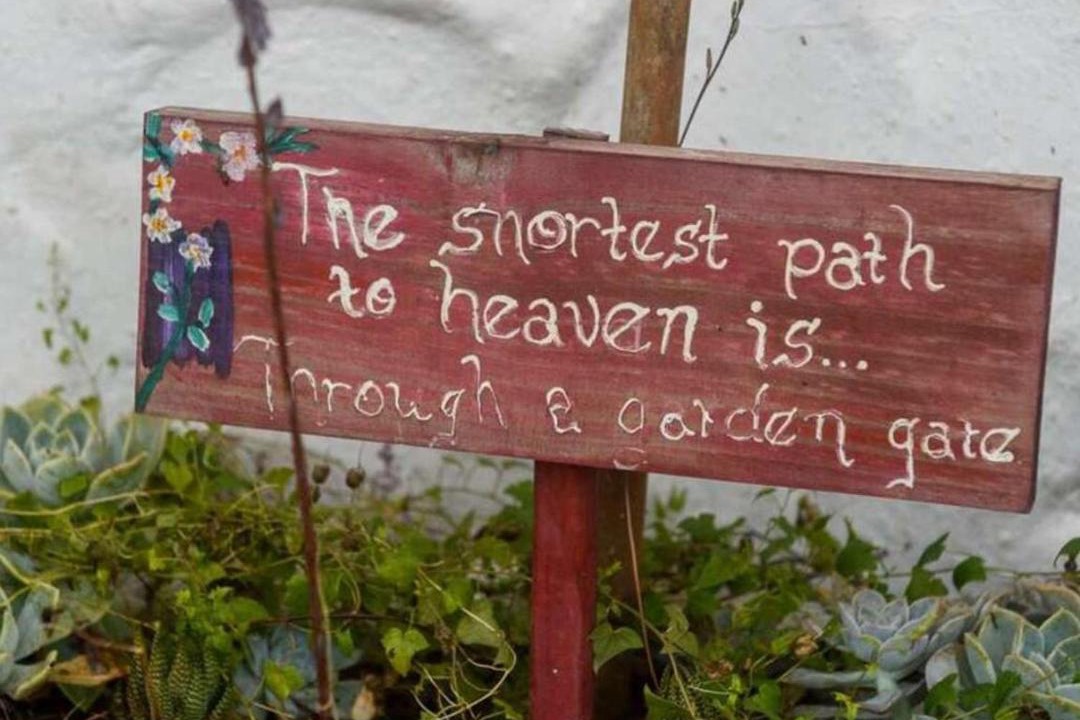 The shortest path
to heaven is...
Through a garden gate